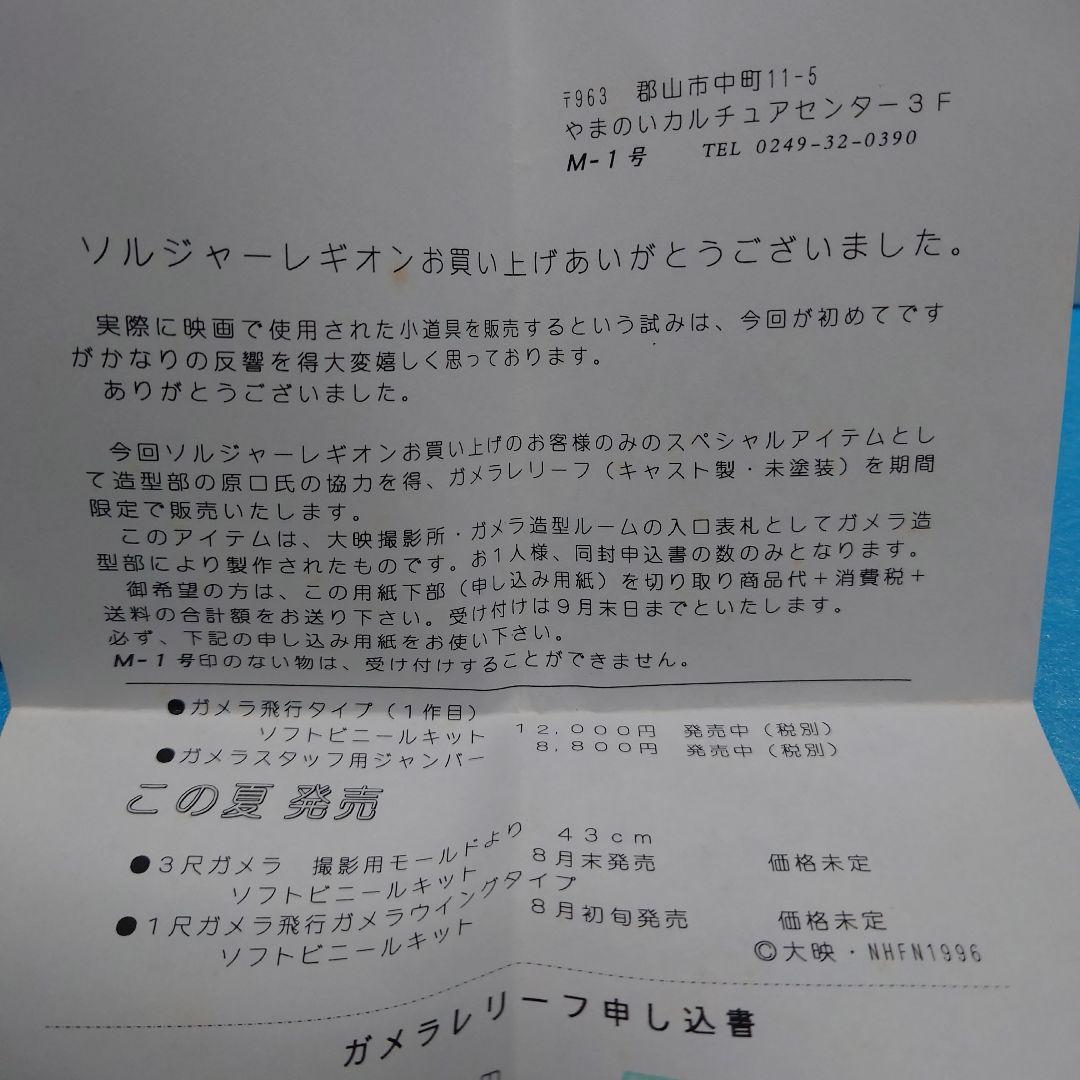 〒963 郡山市中町11-5
やまのいカルチュアセンター3F
M-1号 TEL 0249-32-0390
ソルジャーレギオンお買い上げあいがとうございました。
実際に映画で使用された小道具を販売するという試みは、今回が初めてです
がかなりの反響を得大変嬉しく思っております。
ありがとうございました。
今回ソルジャーレギオンお買い上げのお客様のみのスペシャルアイテムとし
て造型部の原口氏の協力を得、ガメラレリーフ（キャスト製・未塗装）を期間
限定で販売いたします。
このアイテムは、大映撮影所・ガメラ造型ルームの入口表札としてガメラ造
型部により製作されたものです。お1人様、同封申込書の数のみとなります。
御希望の方は、この用紙下部（申し込み用紙）を切り取り商品代＋消費税＋
送料の合計額をお送り下さい。受け付けは9月末日までといたします。
必ず、下記の申し込み用紙をお使い下さい。
M-1号印のない物は、受け付けすることができません。
●ガメラ飛行タイプ（1作目）
ソフトビニールキット 12,000円 発売中（税別）
●ガメラスタッフ用ジャンバー 8,800円 発売中（税別）
この夏 発売
●3尺ガメラ 撮影用モールドより 43cm
ソフトビニールキット 8月末発売 価格未定
●1尺ガメラ飛行ガメラウイングタイプ
ソフトビニールキット 8月初旬発売 価格未定
©大映・NHFN1996
ガメラレリーフ申し込書